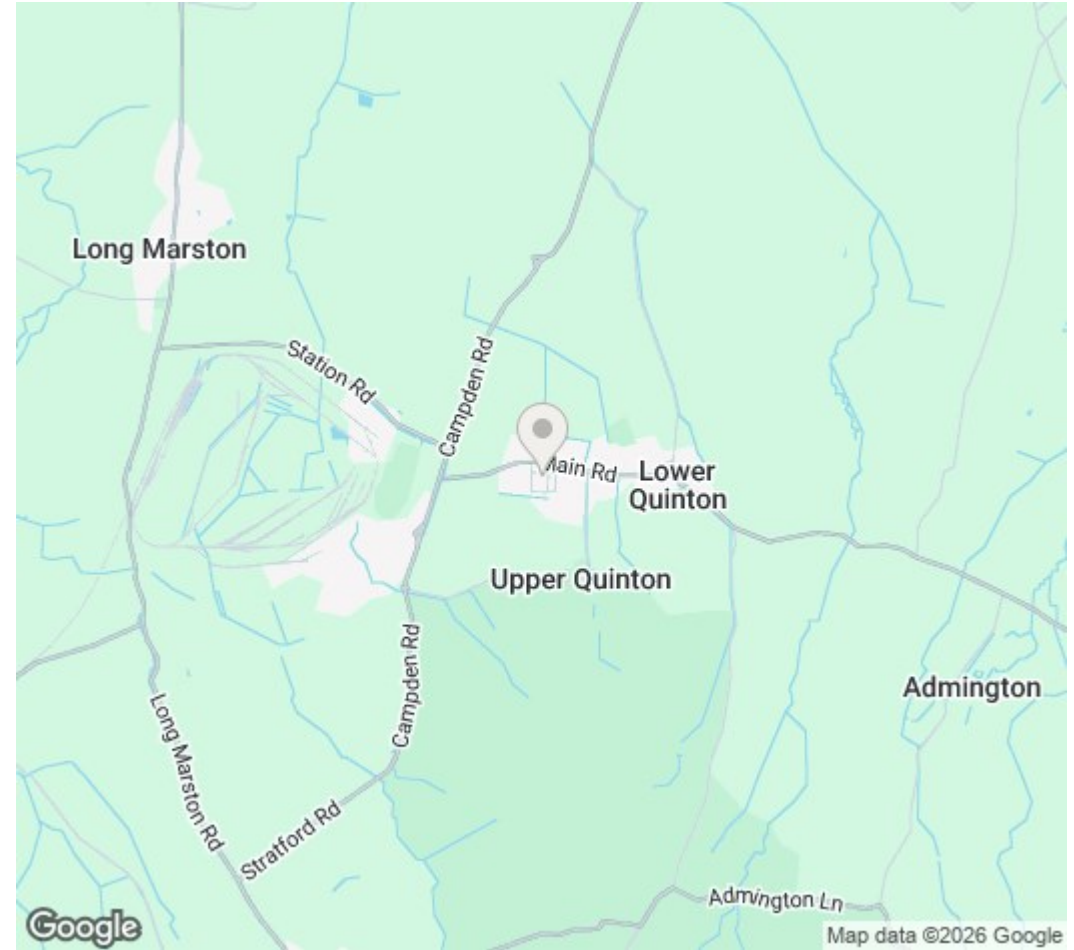 Long Marston
Station Rd
Campden Rd
Main Rd
Lower
Quinton
Upper Quinton
Campden Rd
Admington
Long Marston Rd
Stratford Rd
Admington Ln
Google
Map data ©2026 Google